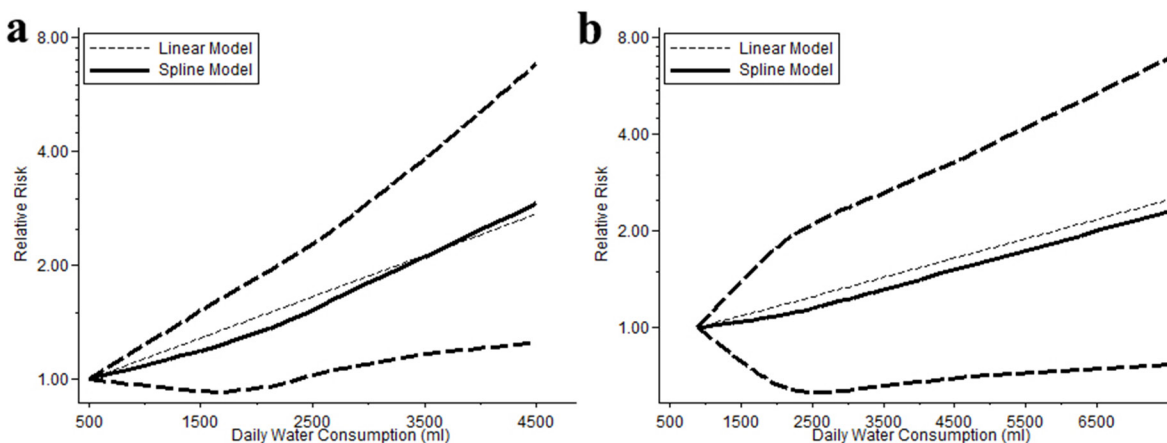 a
8.00
4.00
2.00
1.00
Relative Risk
Linear Model
Spline Model
500 1500 2500 3500 4500
Daily Water Consumption (ml)
b
8.00
4.00
2.00
1.00
Relative Risk
Linear Model
Spline Model
500 1500 2500 3500 4500 5500 6500
Daily Water Consumption (ml)